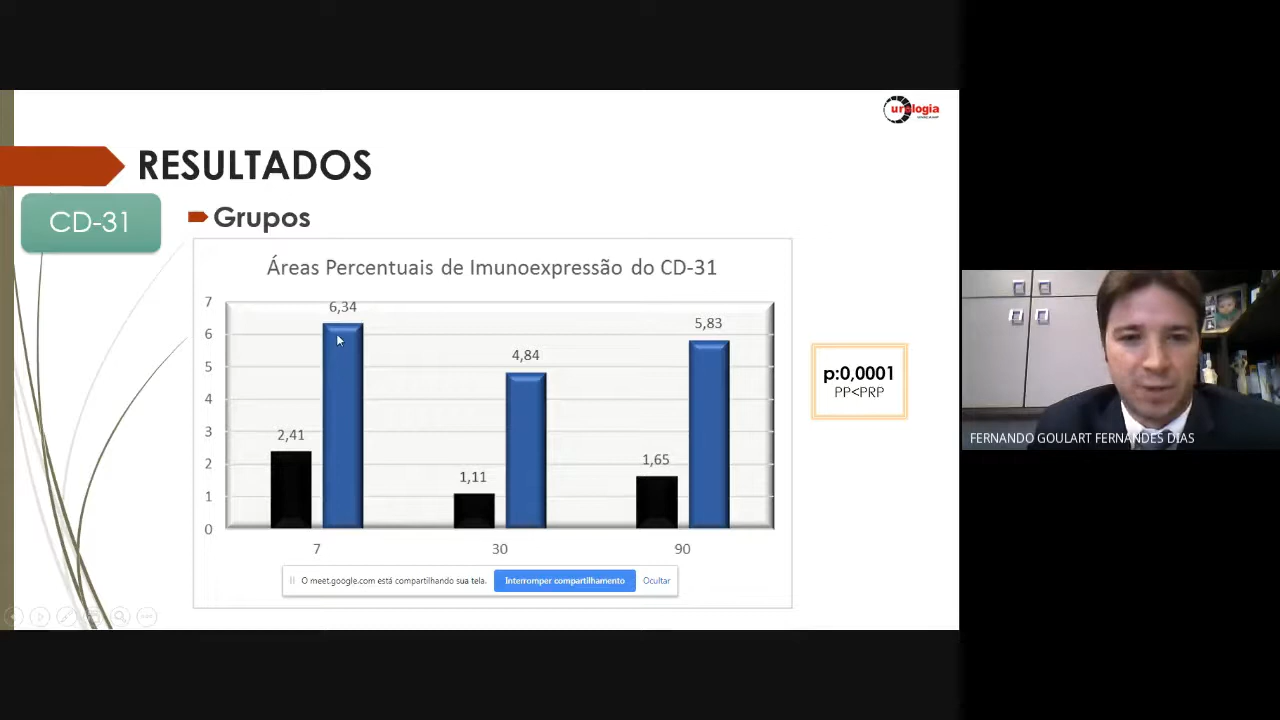 urologia
RESULTADOS
CD-31
Grupos
Áreas Percentuais de Imunoexpressão do CD-31
7
6
5
4
3
2
1
0
2,41
6,34
1,11
4,84
1,65
5,83
7
30
90
p:0,0001
PP<PRP
O meet.google.com está compartilhando sua tela.
Interromper compartilhamento
Ocultar
FERNANDO GOULART FERNANDES DIAS